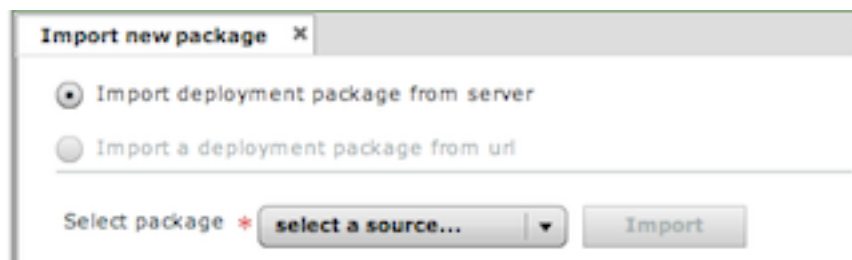 Import new package ×
Import deployment package from server
Import a deployment package from url
Select package * select a source... Import